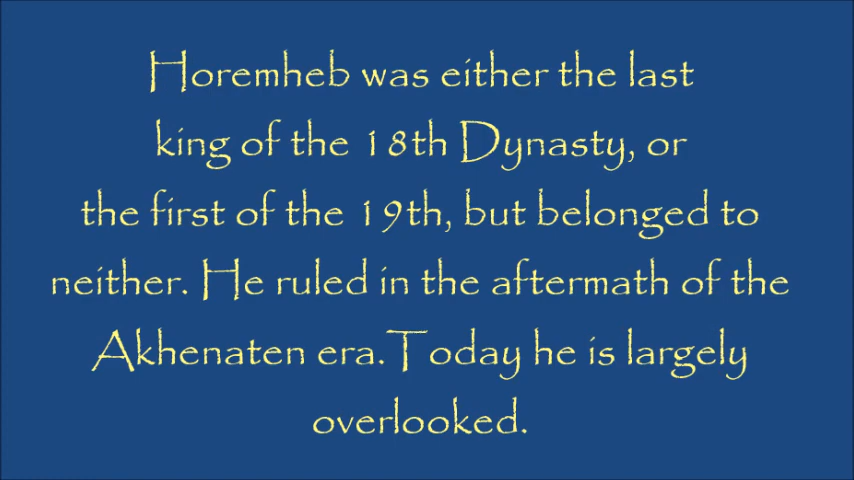 Horemheb was either the last
king of the 18th Dynasty, or
the first of the 19th, but belonged to
neither. He ruled in the aftermath of the
Akhenaten era.Today he is largely
overlooked.